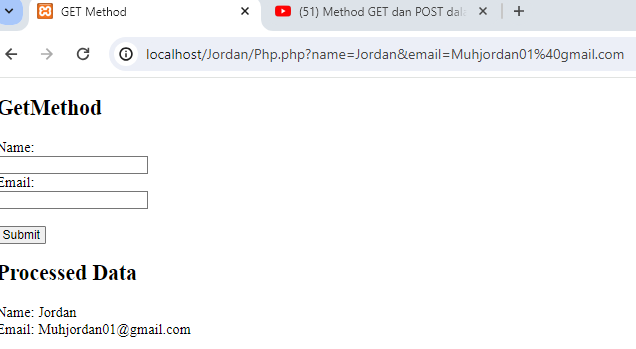 GET Method
(51) Method GET dan POST dala
localhost/Jordan/Php.php?name=Jordan&email=Muhjordan01%40gmail.com
GetMethod
Name:
Email:
Submit
Processed Data
Name: Jordan
Email: Muhjordan01@gmail.com